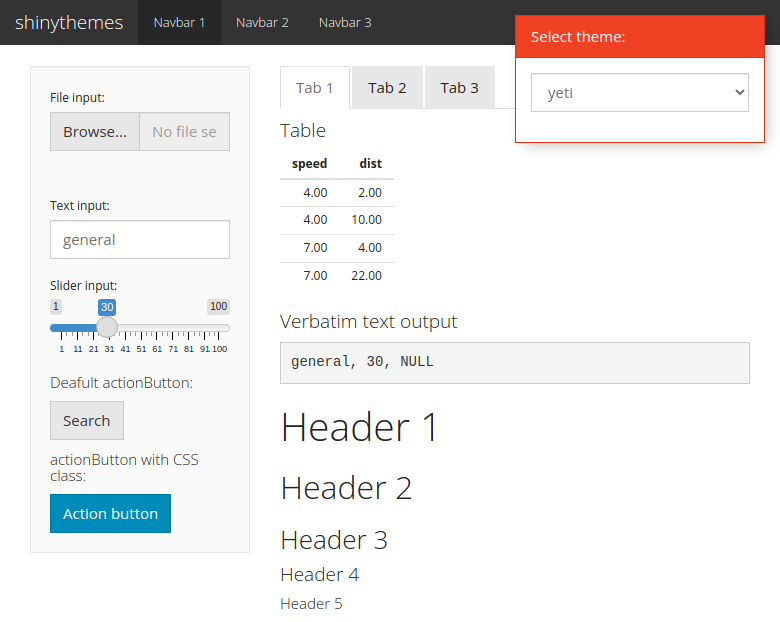 shinythemes Navbar 1 Navbar 2 Navbar 3
Select theme:
yeti
File input:
Browse... No file se
Text input:
general
Slider input:
1 30 100
1 11 21 31 41 51 61 71 81 91 100
Deafult actionButton:
Search
actionButton with CSS
class:
Action button
Tab 1 Tab 2 Tab 3
Table
speed dist
4.00 2.00
4.00 10.00
7.00 4.00
7.00 22.00
Verbatim text output
general, 30, NULL
Header 1
Header 2
Header 3
Header 4
Header 5